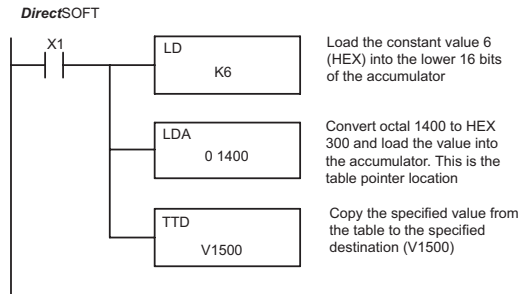 DirectSOFT
X1
LD
K6
Load the constant value 6
(HEX) into the lower 16 bits
of the accumulator
LDA
0 1400
Convert octal 1400 to HEX
300 and load the value into
the accumulator. This is the
table pointer location
TTD
V1500
Copy the specified value from
the table to the specified
destination (V1500)